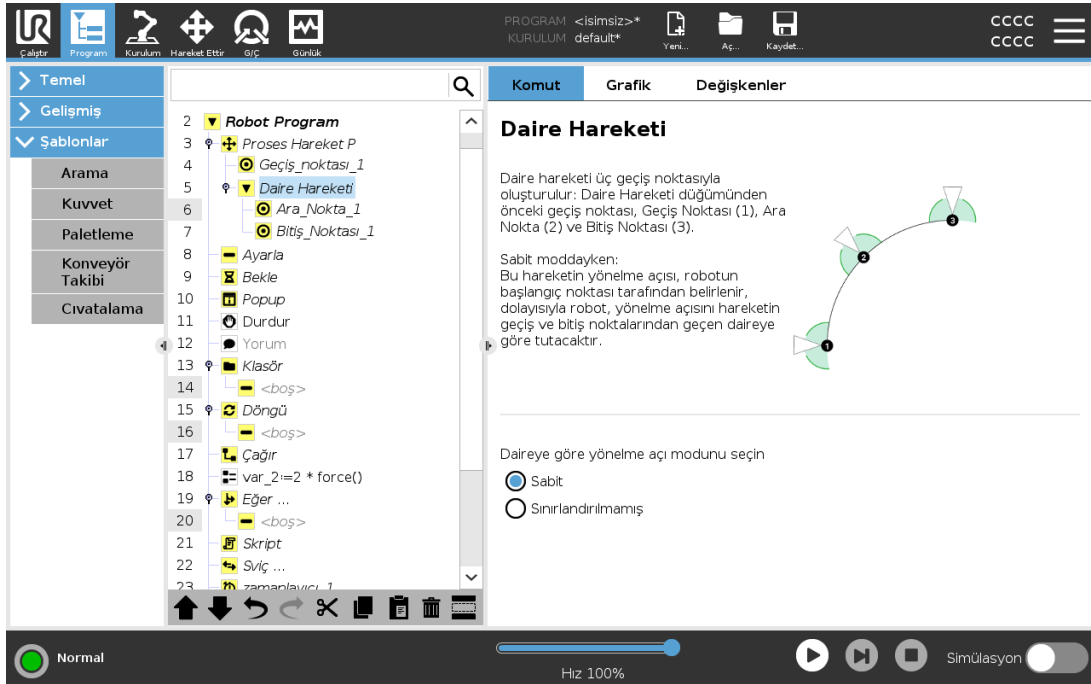 UR
PROGRAM <isimsiz>*
KURULUM default*
Çalıştır
Program
Kurulum
Hareket Ettir
G/Ç
Günlük
Yeni...
Aç...
Kaydet...
CCCC
CCCC
Temel
Gelişmiş
Şablonlar
Arama
Kuvvet
Paletleme
Konveyör
Takibi
Cıvatalama
2 Robot Program
3 Proses Hareket P
4 Geçiş_noktası_1
5 Daire Hareketi
6 Ara_Nokta_1
7 Bitiş_Noktası_1
8 Ayarla
9 Bekle
10 Popup
11 Durdur
12 Yorum
13 Klasör
14 <boş>
15 Döngü
16 <boş>
17 Çağır
18 var_2:=2 * force()
19 Eğer ...
20 <boş>
21 Skript
22 Sviç ...
23 zamanlayıcı_1
Komut
Grafik
Değişkenler
Daire Hareketi
Daire hareketi üç geçiş noktasıyla
oluşturulur: Daire Hareketi düğümünden
önceki geçiş noktası, Geçiş Noktası (1), Ara
Nokta (2) ve Bitiş Noktası (3).
Sabit moddayken:
Bu hareketin yönelme açısı, robotun
başlangıç noktası tarafından belirlenir,
dolayısıyla robot, yönelme açısını hareketin
geçiş ve bitiş noktalarından geçen daireye
göre tutacaktır.
3
2
1
Daireye göre yönelme açı modunu seçin
Sabit
Sınırlandırılmamış
Normal
Hız 100%
Simülasyon